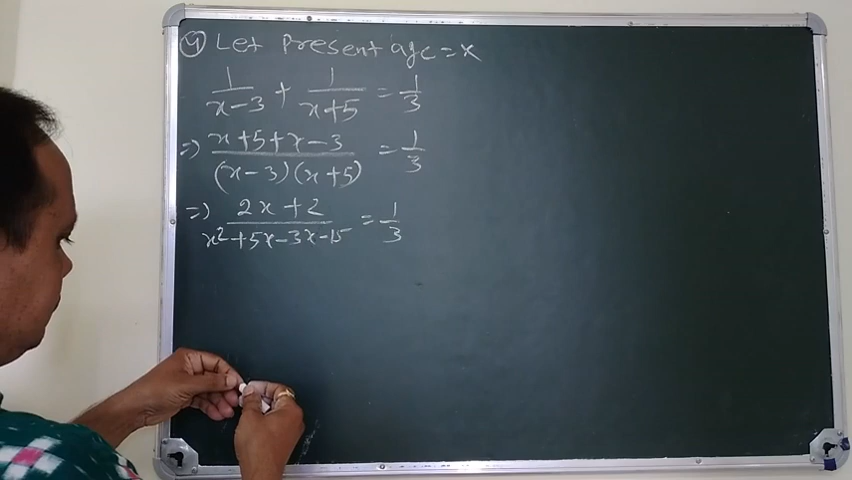 ④ Let Present age = x
1/(x-3) + 1/(x+5) = 1/3
=) (x+5+x-3)/((x-3)(x+5)) = 1/3
=) (2x+2)/(x²+5x-3x-15) = 1/3